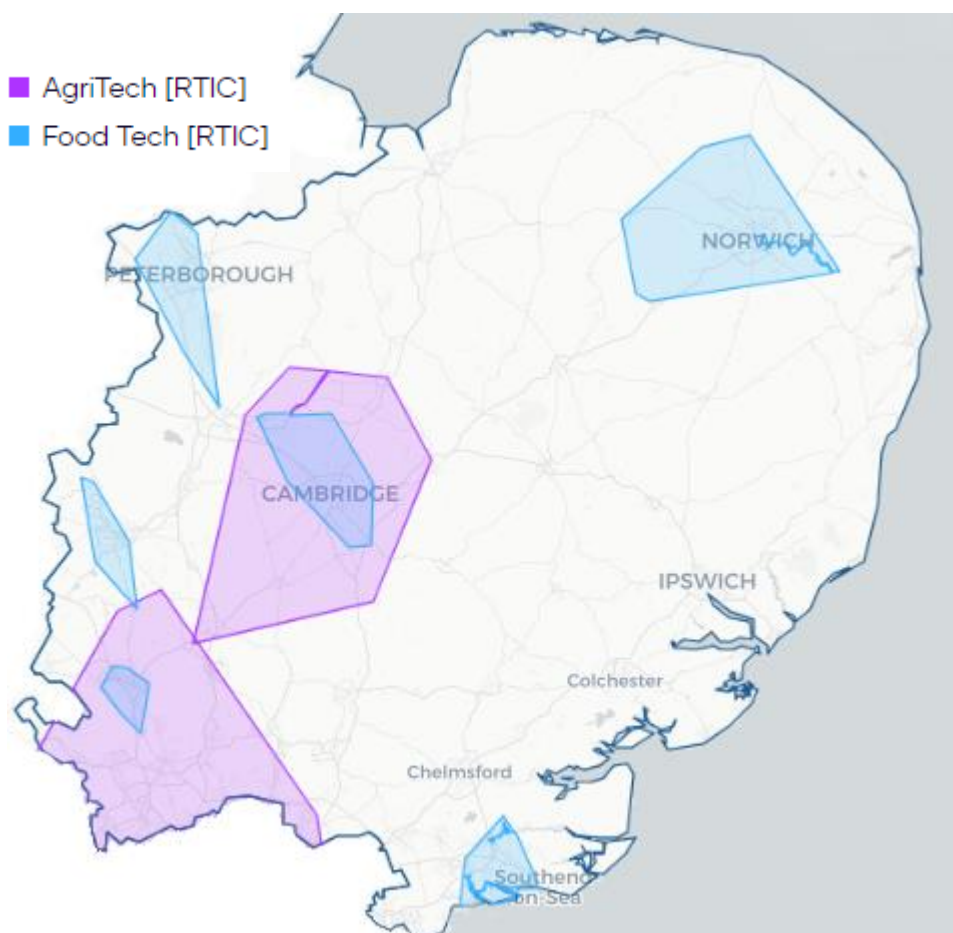 AgriTech [RTIC]
Food Tech [RTIC]
NORWICH
PETERBOROUGH
CAMBRIDGE
IPSWICH
Colchester
Chelmsford
Southend
on-Sea